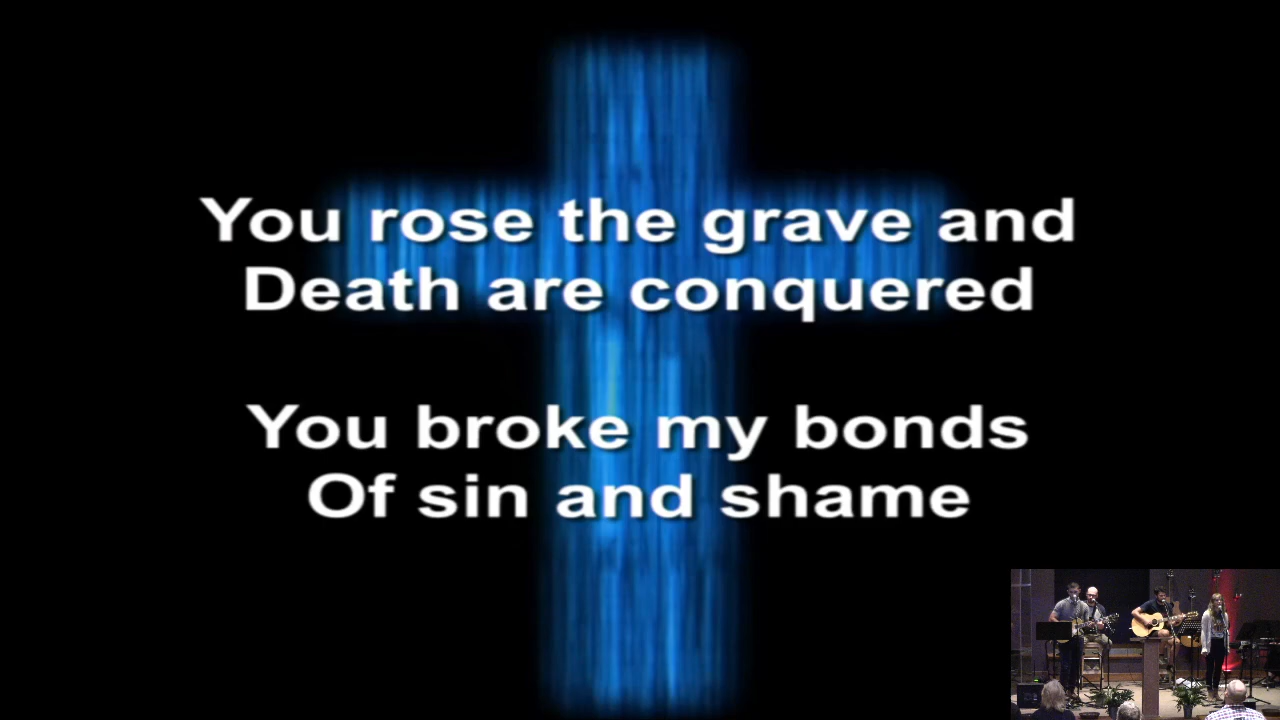 You rose the grave and
Death are conquered
You broke my bonds
Of sin and shame